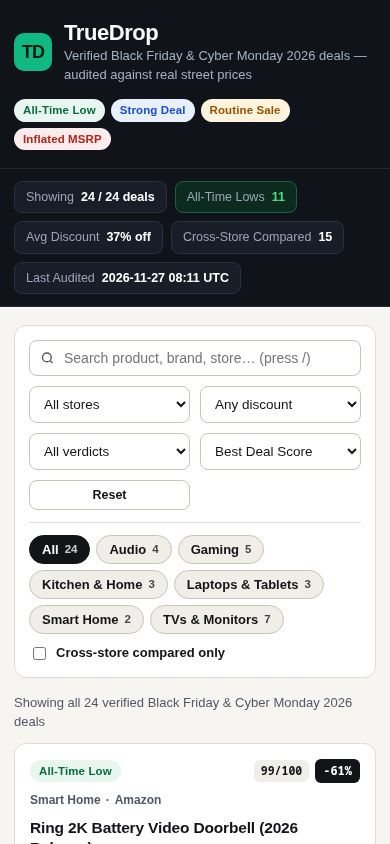 TD
TrueDrop
Verified Black Friday & Cyber Monday 2026 deals —
audited against real street prices
All-Time Low Strong Deal Routine Sale
Inflated MSRP
Showing 24 / 24 deals All-Time Lows 11
Avg Discount 37% off Cross-Store Compared 15
Last Audited 2026-11-27 08:11 UTC
Search product, brand, store… (press /)
All stores Any discount
All verdicts Best Deal Score
Reset
All 24 Audio 4 Gaming 5
Kitchen & Home 3 Laptops & Tablets 3
Smart Home 2 TVs & Monitors 7
Cross-store compared only
Showing all 24 verified Black Friday & Cyber Monday 2026
deals
All-Time Low 99/100 -61%
Smart Home · Amazon
Ring 2K Battery Video Doorbell (2026